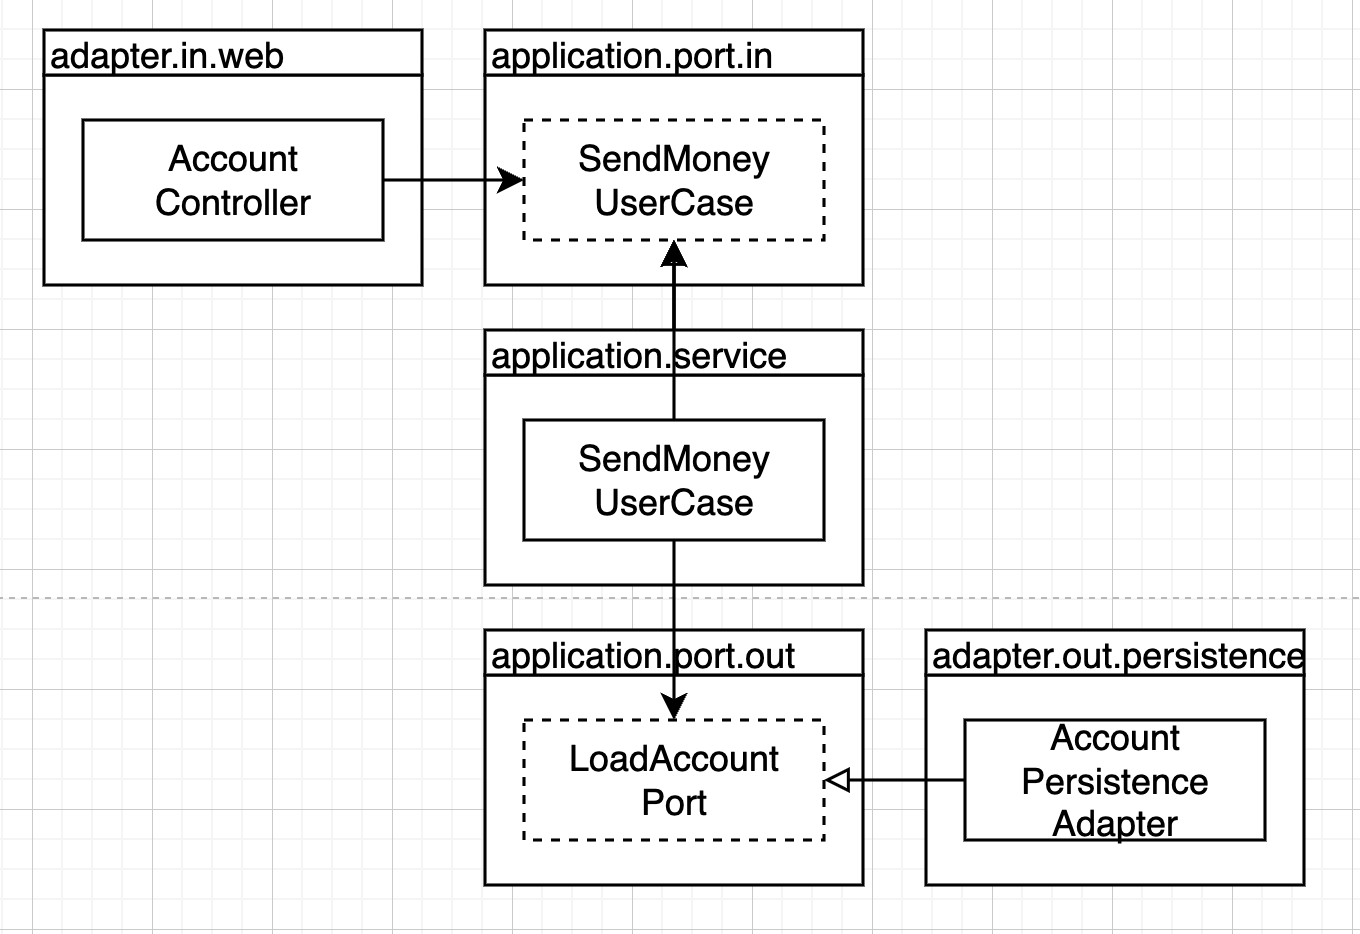 adapter.in.web
Account
Controller
application.port.in
SendMoney
UserCase
application.service
SendMoney
UserCase
application.port.out
LoadAccount
Port
adapter.out.persistence
Account
Persistence
Adapter